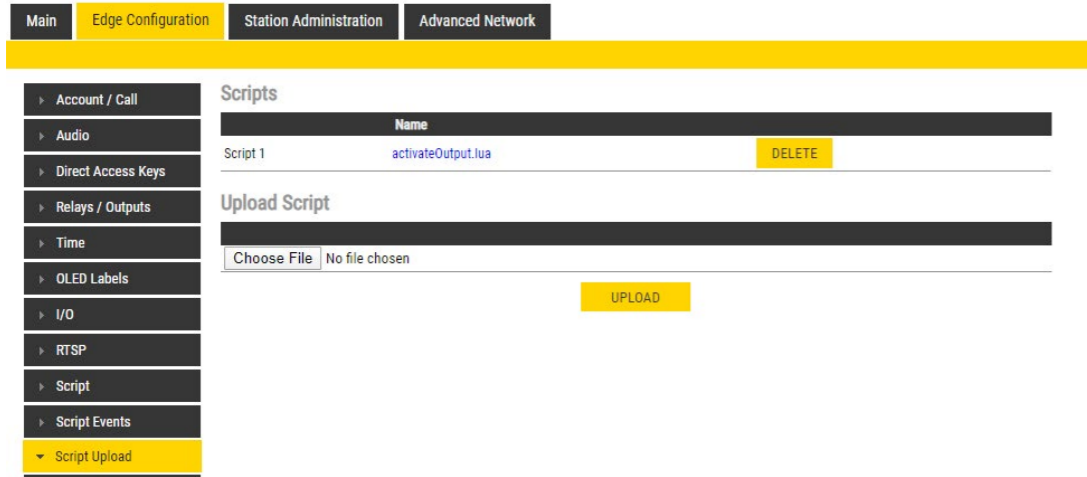 Main Edge Configuration Station Administration Advanced Network
Account / Call
Audio
Direct Access Keys
Relays / Outputs
Time
OLED Labels
I/O
RTSP
Script
Script Events
Script Upload
Scripts
Name
Script 1 activateOutput.lua DELETE
Upload Script
Choose File No file chosen
UPLOAD